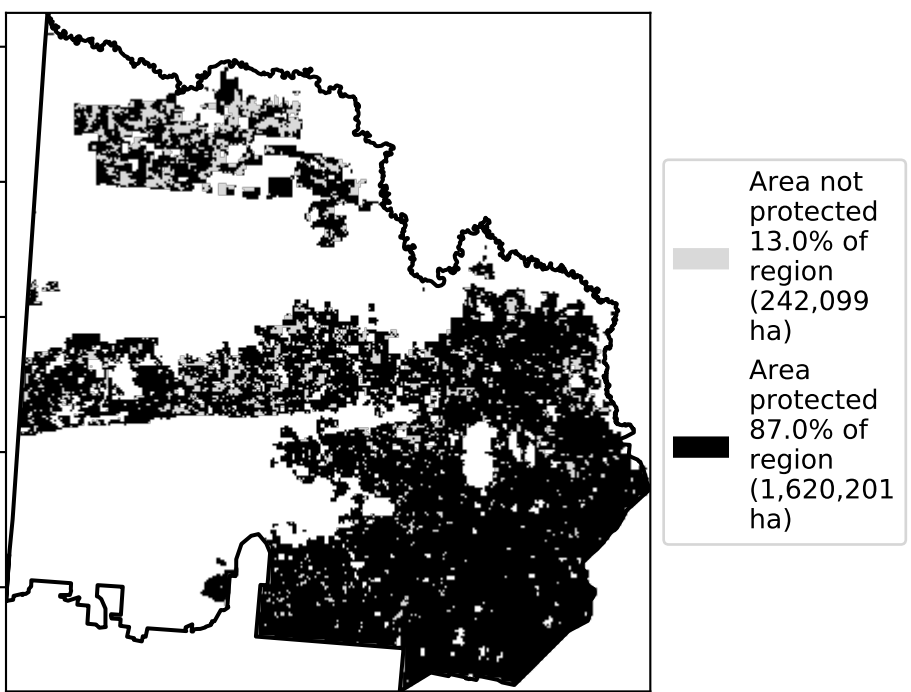 Area not
protected
13.0% of
region
(242,099
ha)
Area
protected
87.0% of
region
(1,620,201
ha)